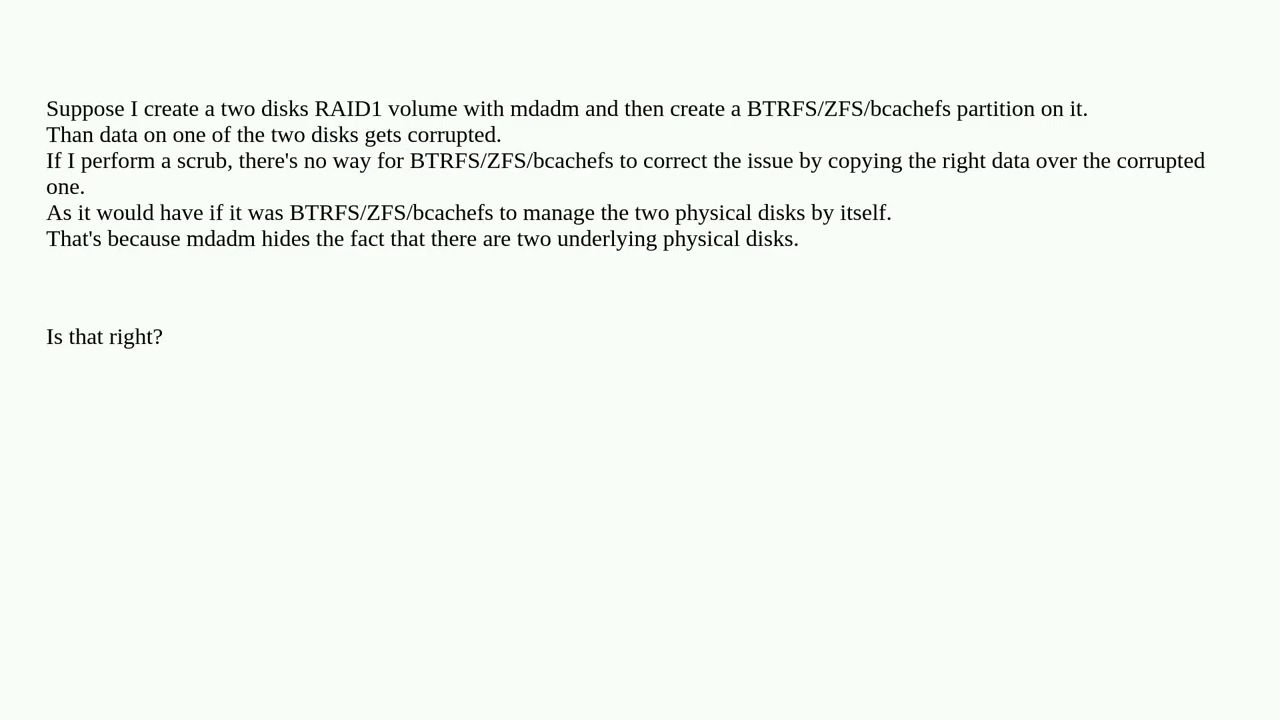 Suppose I create a two disks RAID1 volume with mdadm and then create a BTRFS/ZFS/bcachefs partition on it.
Than data on one of the two disks gets corrupted.
If I perform a scrub, there's no way for BTRFS/ZFS/bcachefs to correct the issue by copying the right data over the corrupted
one.
As it would have if it was BTRFS/ZFS/bcachefs to manage the two physical disks by itself.
That's because mdadm hides the fact that there are two underlying physical disks.
Is that right?